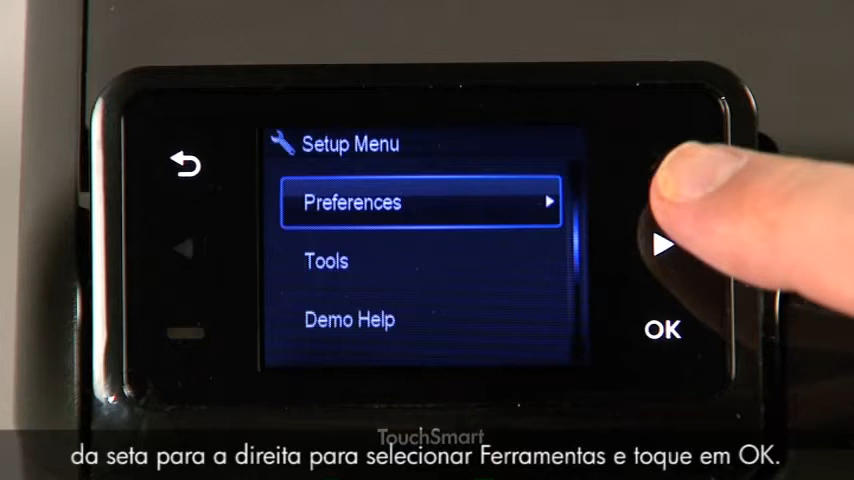 Setup Menu
Preferences
Tools
Demo Help
OK
TouchSmart
da seta para a direita para selecionar Ferramentas e toque em OK.